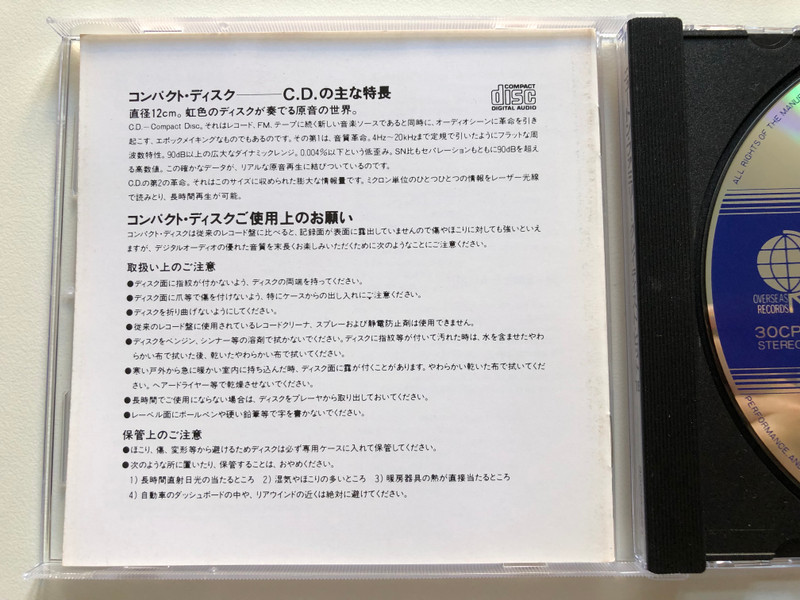 コンパクト・ディスク——C.D.の主な特長
COMPACT
disc
DIGITAL AUDIO
直径12cm。虹色のディスクが奏でる原音の世界。
C.D.—Compact Disc。それはレコード、FM、テープに続く新しい音楽ソースであると同時に、オーディオシーンに革命を引き
起こす、エポックメイキングなものでもあるのです。その第1は、音質革命。4Hz〜20kHzまで定規で引いたようにフラットな周
波数特性。90dB以上の広大なダイナミックレンジ。0.004%以下という低歪み。SN比もセパレーションもともに90dBを超え
る高数値。この確かなデータが、リアルな原音再生に結びついているのです。
C.D.の第2の革命。それはこのサイズに収められた膨大な情報量です。ミクロン単位のひとつひとつの情報をレーザー光線
で読みとり、長時間再生が可能。
コンパクト・ディスクご使用上のお願い
コンパクト・ディスクは従来のレコード盤に比べると、記録面が表面に露出していませんので傷やほこりに対しても強いといえ
ますが、デジタルオーディオの優れた音質を末長くお楽しみいただくために次のようなことにご注意ください。
取扱い上のご注意
●ディスク面に指紋が付かないよう、ディスクの両端を持ってください。
●ディスク面に爪等で傷を付けないよう、特にケースからの出し入れにご注意ください。
●ディスクを折り曲げないようにしてください。
●従来のレコード盤に使用されているレコードクリーナ、スプレーおよび静電防止剤は使用できません。
●ディスクをベンジン、シンナー等の溶剤で拭かないでください。ディスクに指紋等が付いて汚れた時は、水を含ませたやわ
らかい布で拭いた後、乾いたやわらかい布で拭いてください。
●寒い戸外から急に暖かい室内に持ち込んだ時、ディスク面に露が付くことがあります。やわらかい乾いた布で拭いてくださ
い。ヘアードライヤー等で乾燥させないでください。
●長時間でご使用にならない場合は、ディスクをプレーヤから取り出しておいてください。
●レーベル面にボールペンや硬い鉛筆等で字を書かないでください。
保管上のご注意
●ほこり、傷、変形等から避けるためディスクは必ず専用ケースに入れて保管してください。
●次のような所に置いたり、保管することは、おやめください。
1）長時間直射日光の当たるところ 2）湿気やほこりの多いところ 3）暖房器具の熱が直接当たるところ
4）自動車のダッシュボードの中や、リアウインドの近くは絶対に避けてください。
ALL RIGHTS OF THE
OVERSEAS
RECORDS
30CP
STEREO
PERFORMANCE,